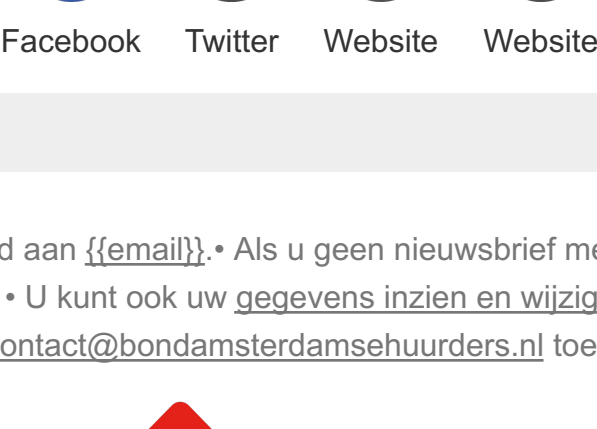 Facebook Twitter Website Website
d aan {{email}}.• Als u geen nieuwsbrief me
• U kunt ook uw gegevens inzien en wijzig
ontact@bondamsterdamsehuurders.nl toe